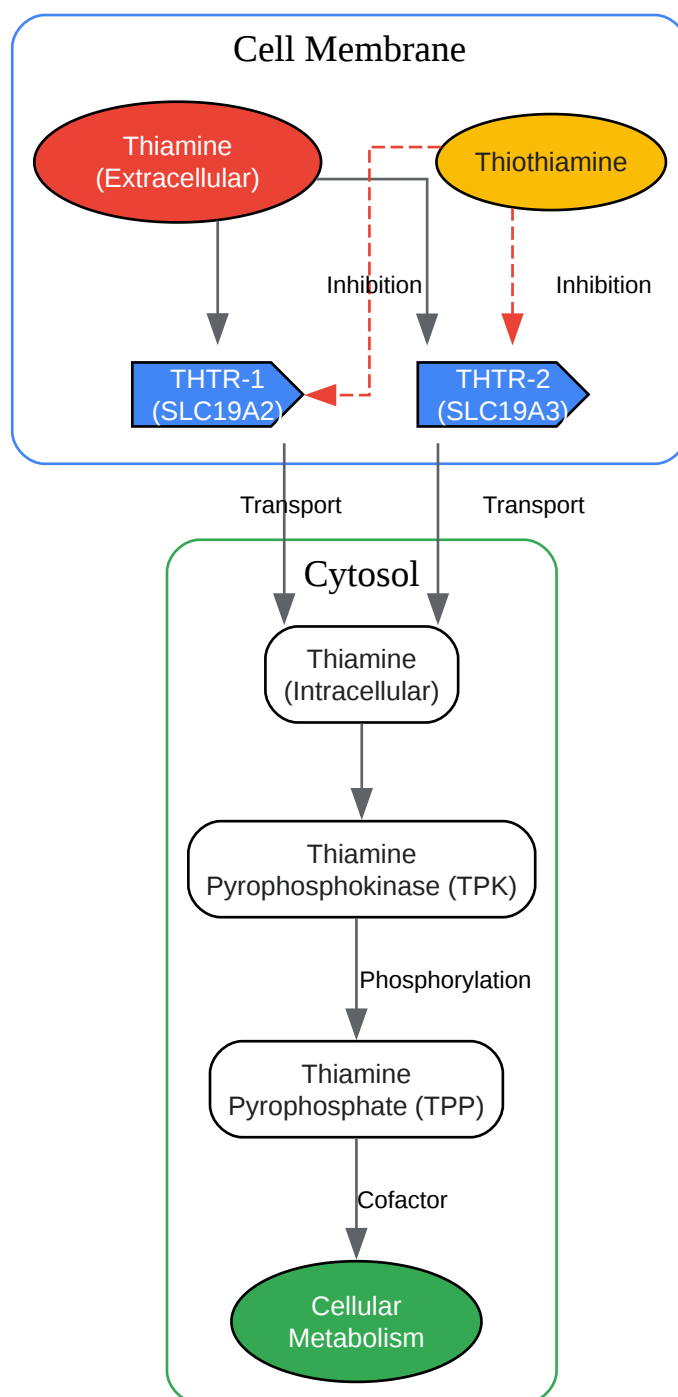 Cell Membrane
Thiamine
(Extracellular)
Thiothiamine
Inhibition
Inhibition
THTR-1
(SLC19A2)
THTR-2
(SLC19A3)
Transport
Transport
Cytosol
Thiamine
(Intracellular)
Thiamine
Pyrophosphokinase (TPK)
Phosphorylation
Thiamine
Pyrophosphate (TPP)
Cofactor
Cellular
Metabolism